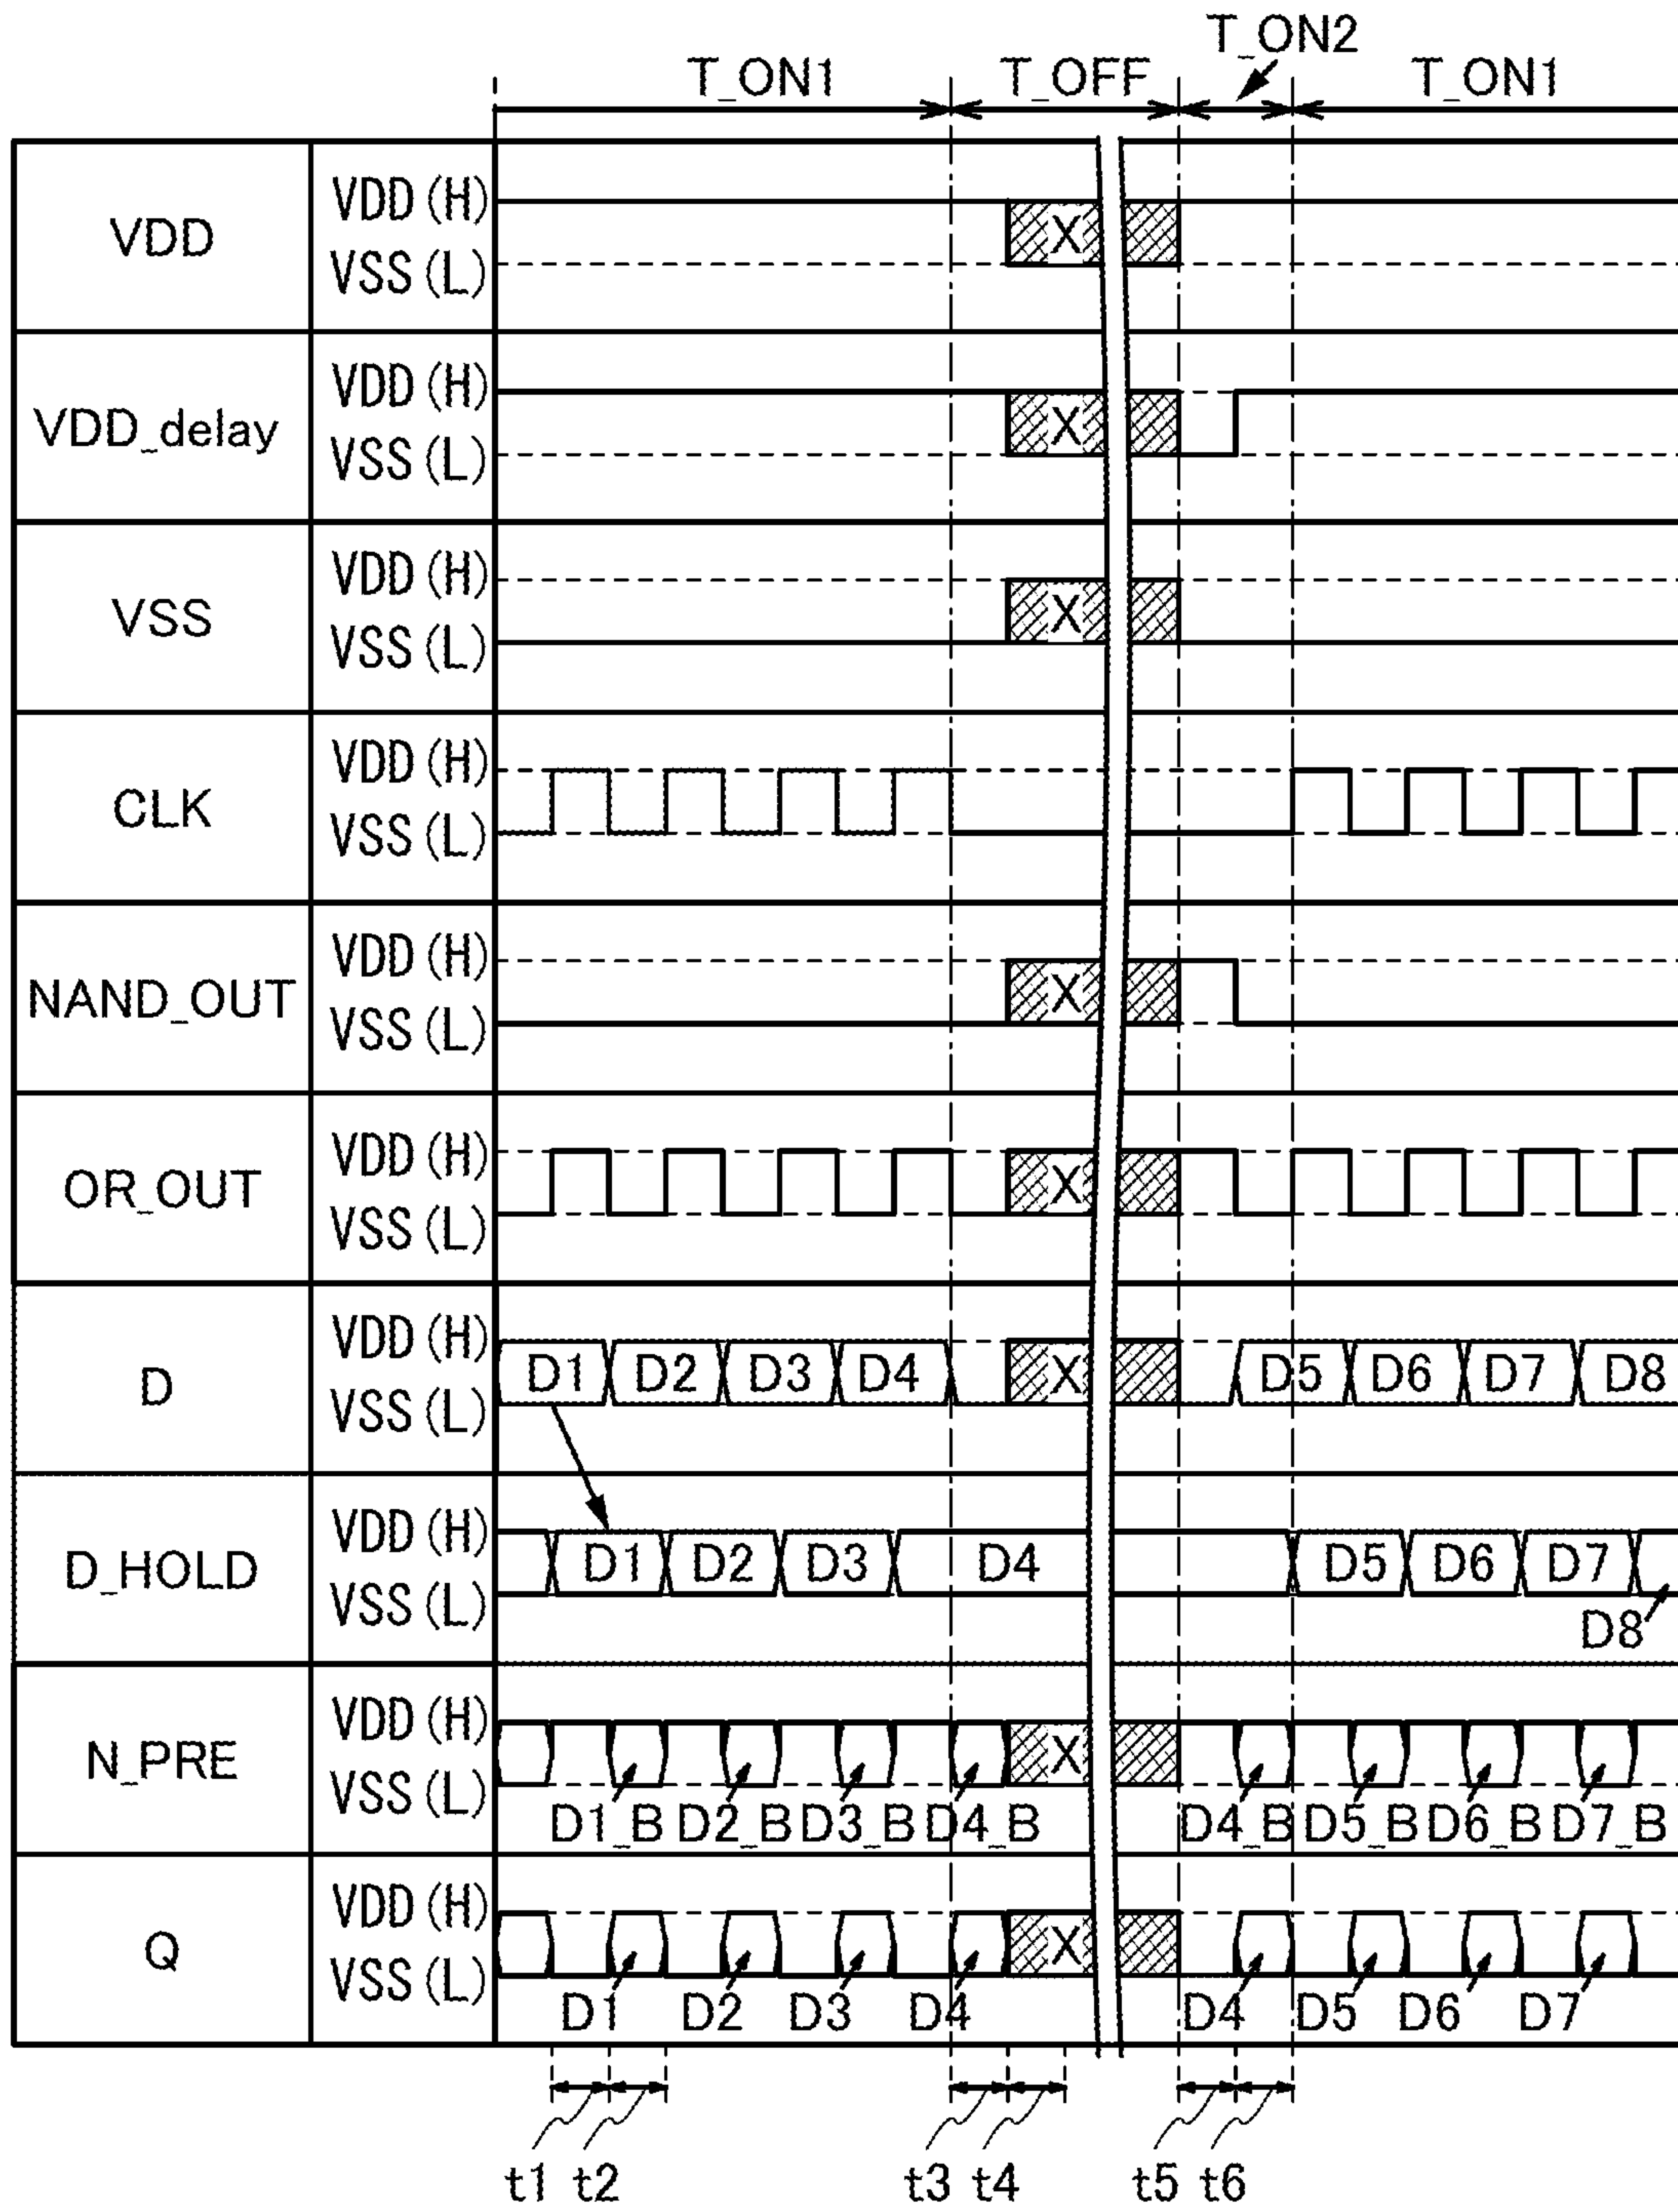 T_ON2
T_ON1 T_OFF T_ON1
VDD VDD (H) X
VSS (L)
VDD_delay VDD (H) X
VSS (L)
VSS VDD (H) X
VSS (L)
CLK VDD (H)
VSS (L)
NAND_OUT VDD (H) X
VSS (L)
OR_OUT VDD (H) X
VSS (L)
D VDD (H) D1 D2 D3 D4 X D5 D6 D7 D8
VSS (L)
D_HOLD VDD (H) D1 D2 D3 D4 D5 D6 D7
VSS (L) D8
N_PRE VDD (H) X
VSS (L)
D1_B D2_B D3_B D4_B D4_B D5_B D6_B D7_B
Q VDD (H) X
VSS (L)
D1 D2 D3 D4 D4 D5 D6 D7
t1 t2 t3 t4 t5 t6